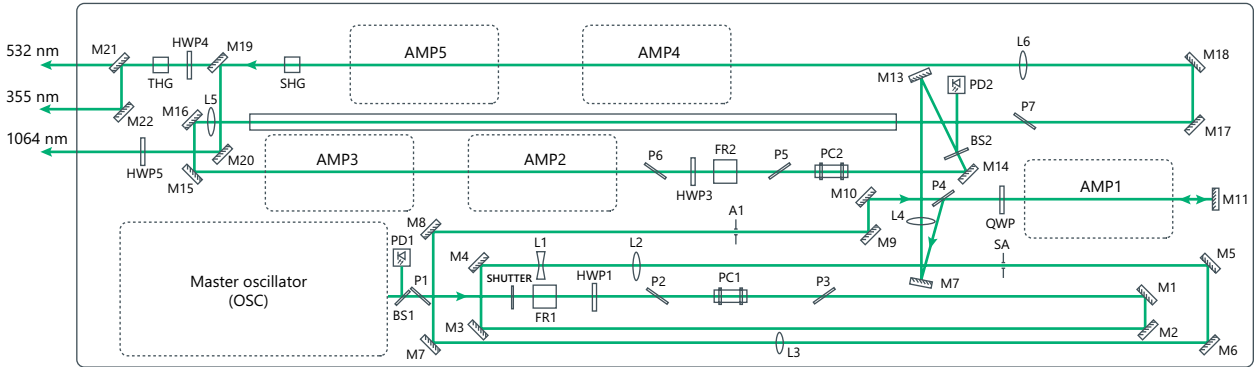 532 nm
M21
HWP4
M19
AMP5
AMP4
L6
M18
THG
SHG
M13
PD2
355 nm
M22
M16
L5
P7
M17
1064 nm
BS2
HWP5
M20
M15
AMP3
AMP2
P6
FR2
P5
PC2
HWP3
M14
M10
P4
AMP1
M11
QWP
M8
A1
L4
M9
PD1
P1
M4
L1
L2
SA
M5
Master oscillator
(OSC)
SHUTTER
HWP1
P2
PC1
P3
M7
M1
BS1
FR1
M3
M2
M7
L3
M6